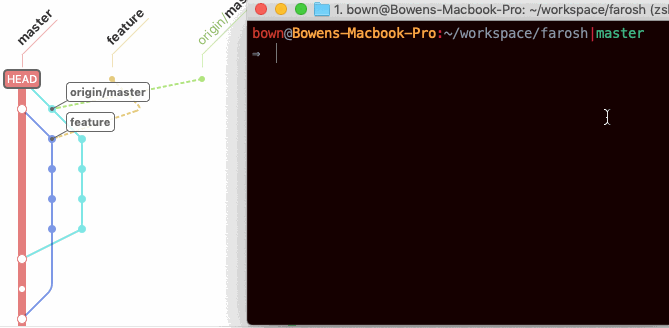 master
feature
origin/mas
HEAD
origin/master
feature
1. bown@Bowens-Macbook-Pro: ~/workspace/farosh (zsh
bown@Bowens-Macbook-Pro:~/workspace/farosh|master
⇒